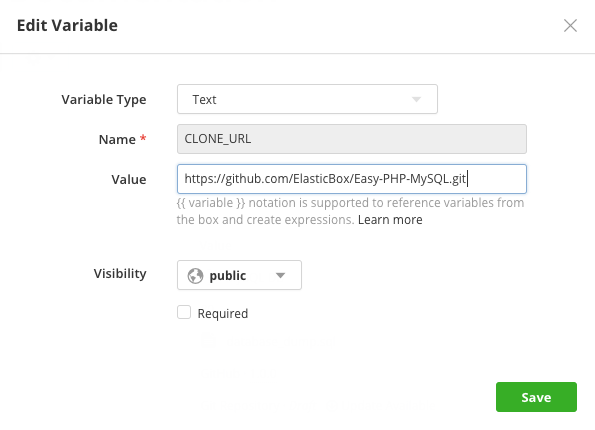 Edit Variable
Variable Type Text
Name * CLONE_URL
Value https://github.com/ElasticBox/Easy-PHP-MySQL.git
{{ variable }} notation is supported to reference variables from
the box and create expressions. Learn more
Visibility public
Required
Save